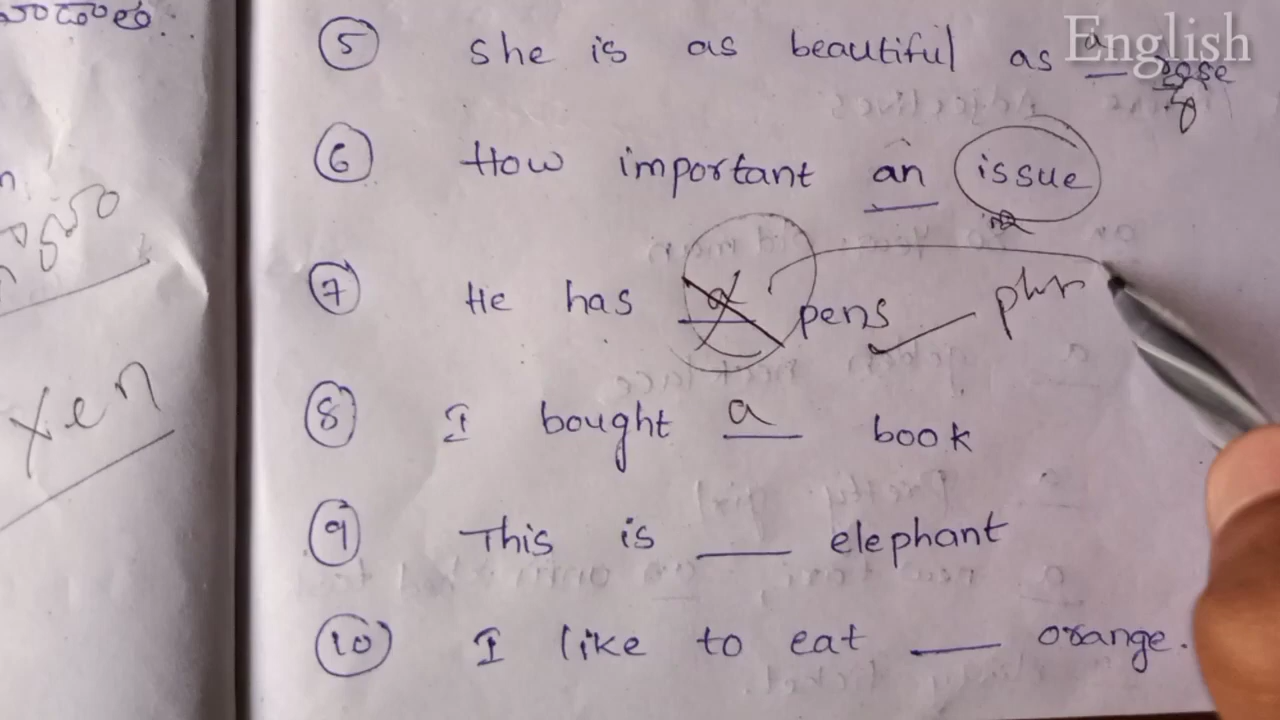 English
5 She is as beautiful as a rose
6 How important an issue
7 He has a pens
8 I bought a book
9 This is ___ elephant
10 I like to eat ___ orange.
xen